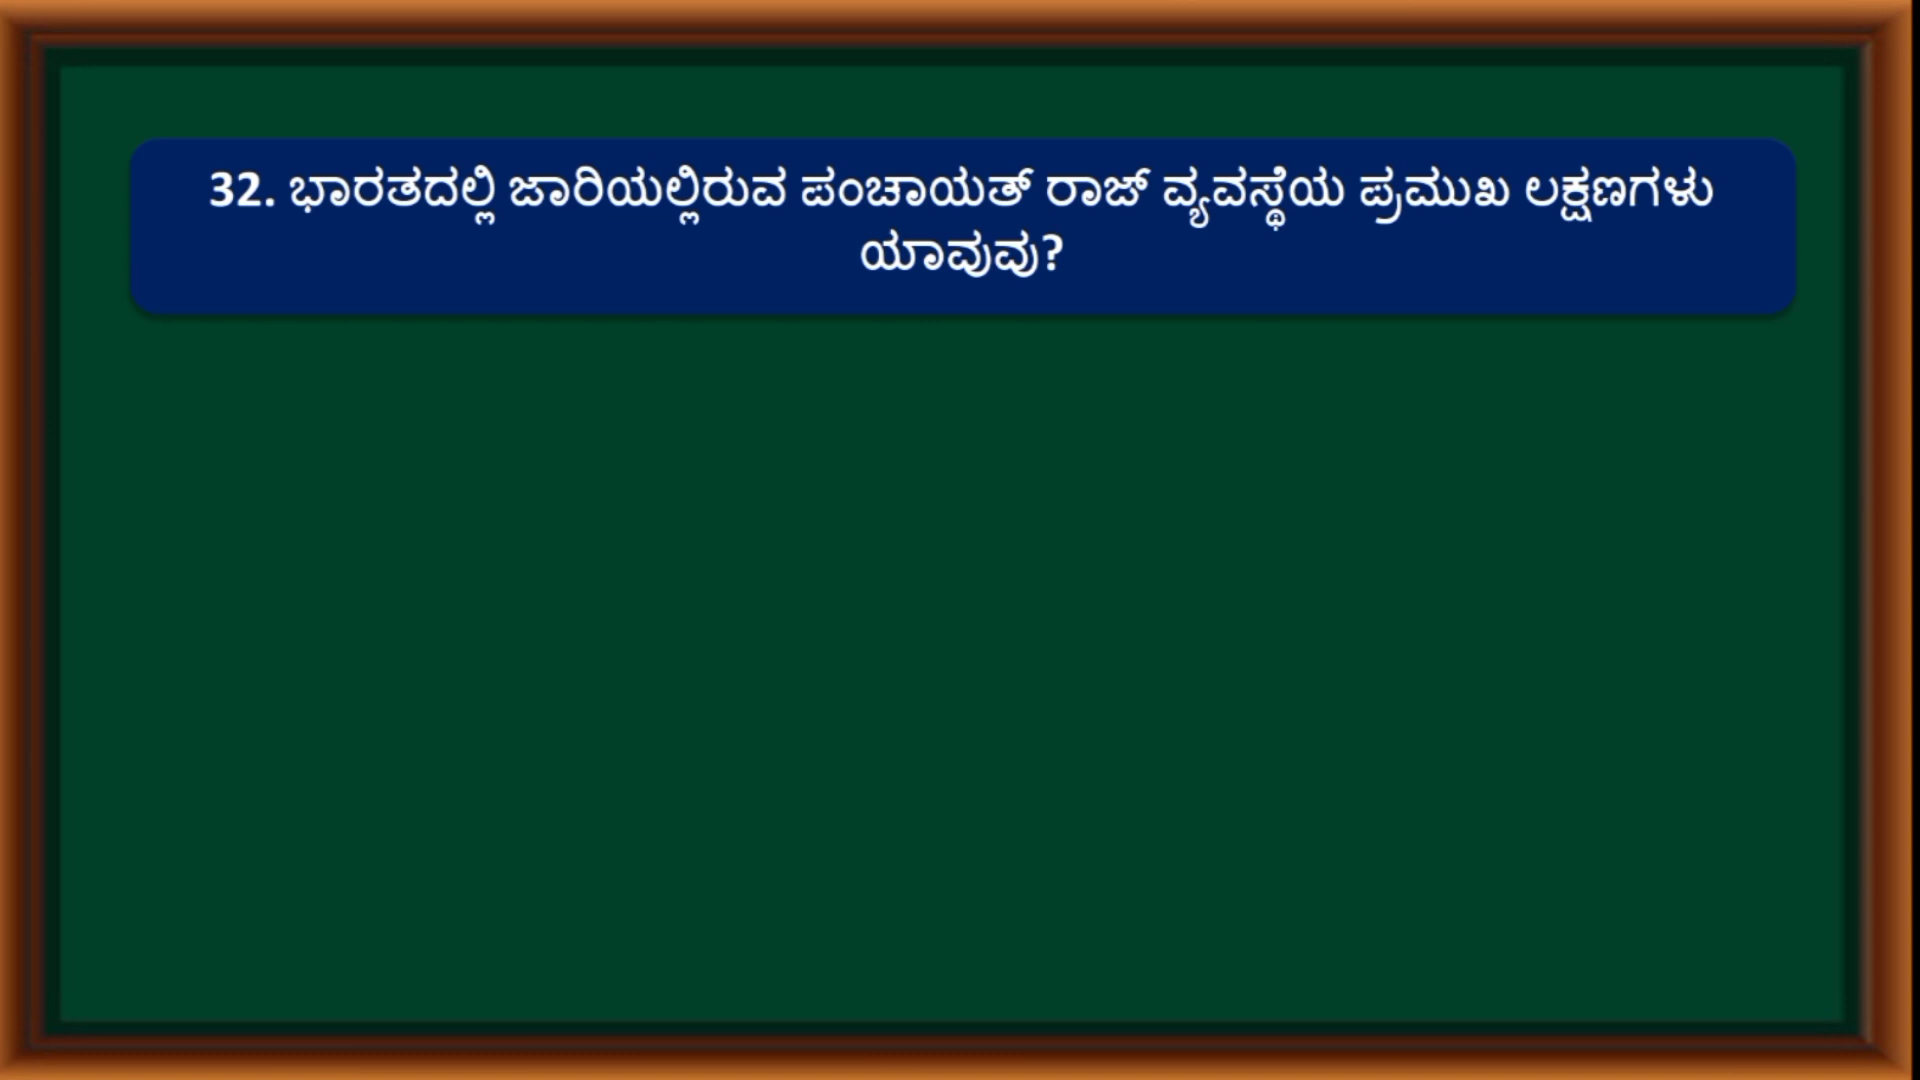 32. ಭಾರತದಲ್ಲಿ ಜಾರಿಯಲ್ಲಿರುವ ಪಂಚಾಯತ್ ರಾಜ್ ವ್ಯವಸ್ಥೆಯ ಪ್ರಮುಖ ಲಕ್ಷಣಗಳು
ಯಾವುವು?